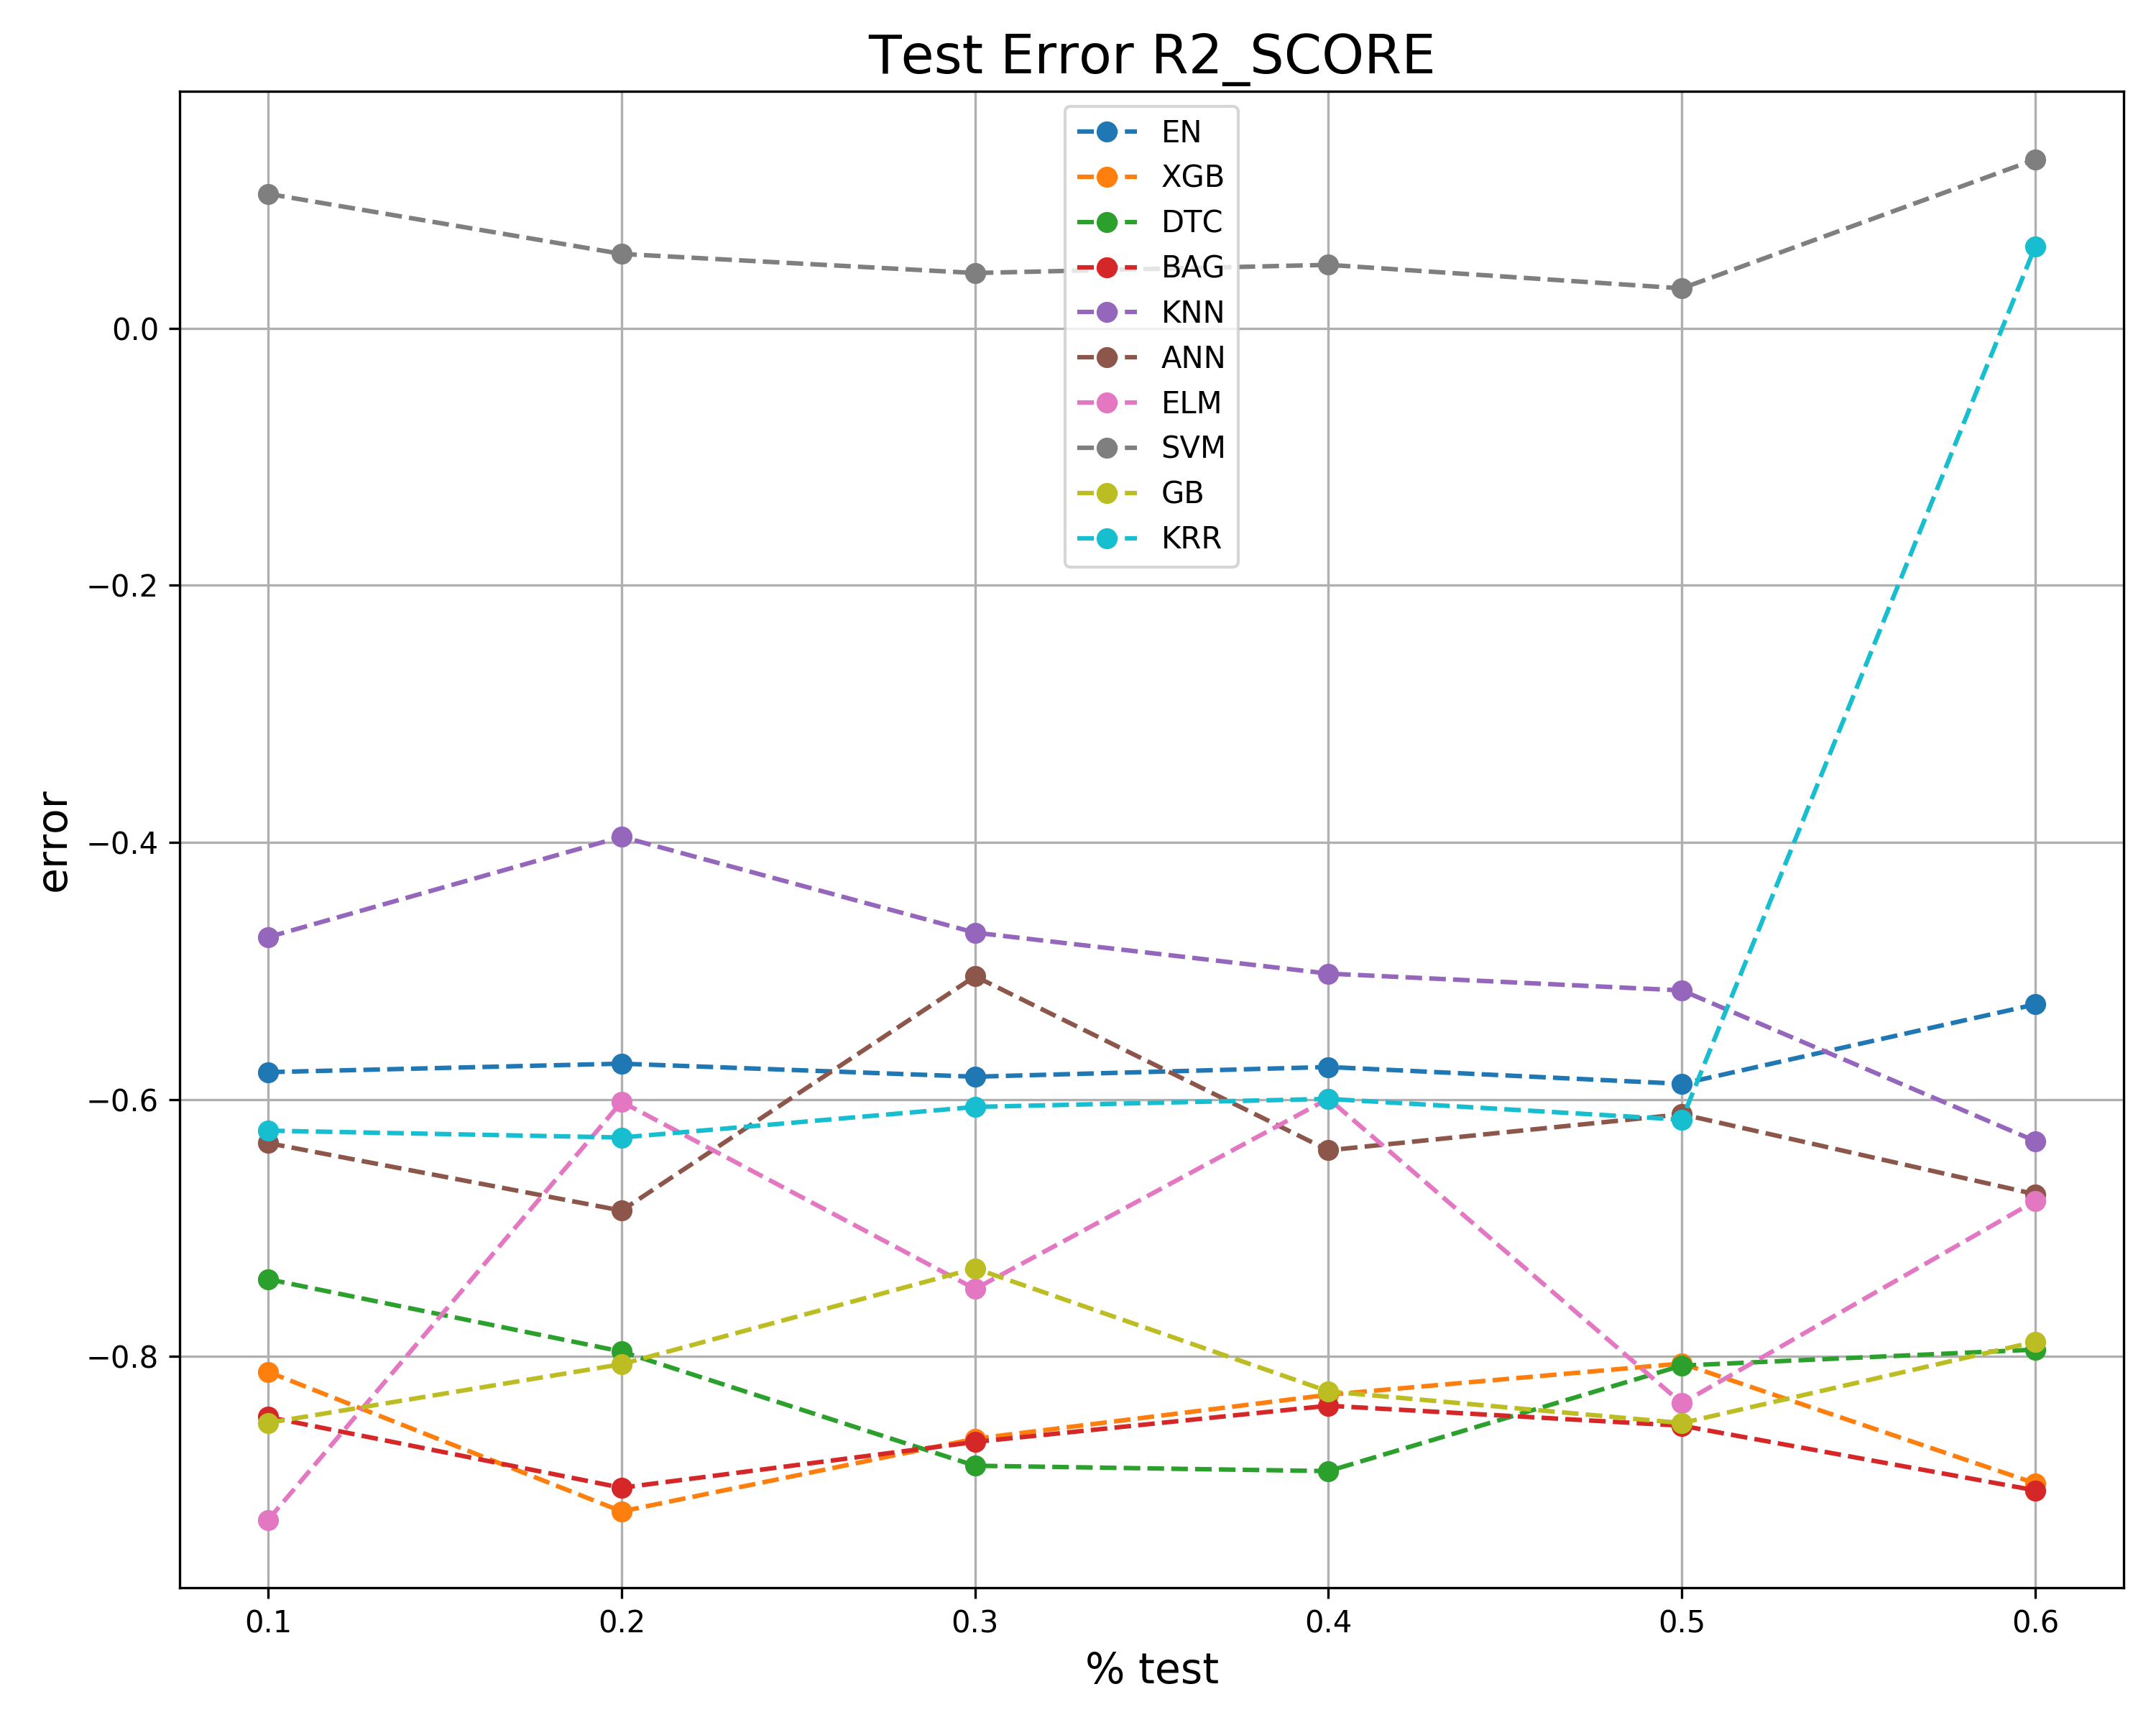 Test Error R2_SCORE
EN
XGB
DTC
BAG
KNN
ANN
ELM
SVM
GB
KRR
0.0
−0.2
−0.4
−0.6
−0.8
error
0.1 0.2 0.3 0.4 0.5 0.6
% test